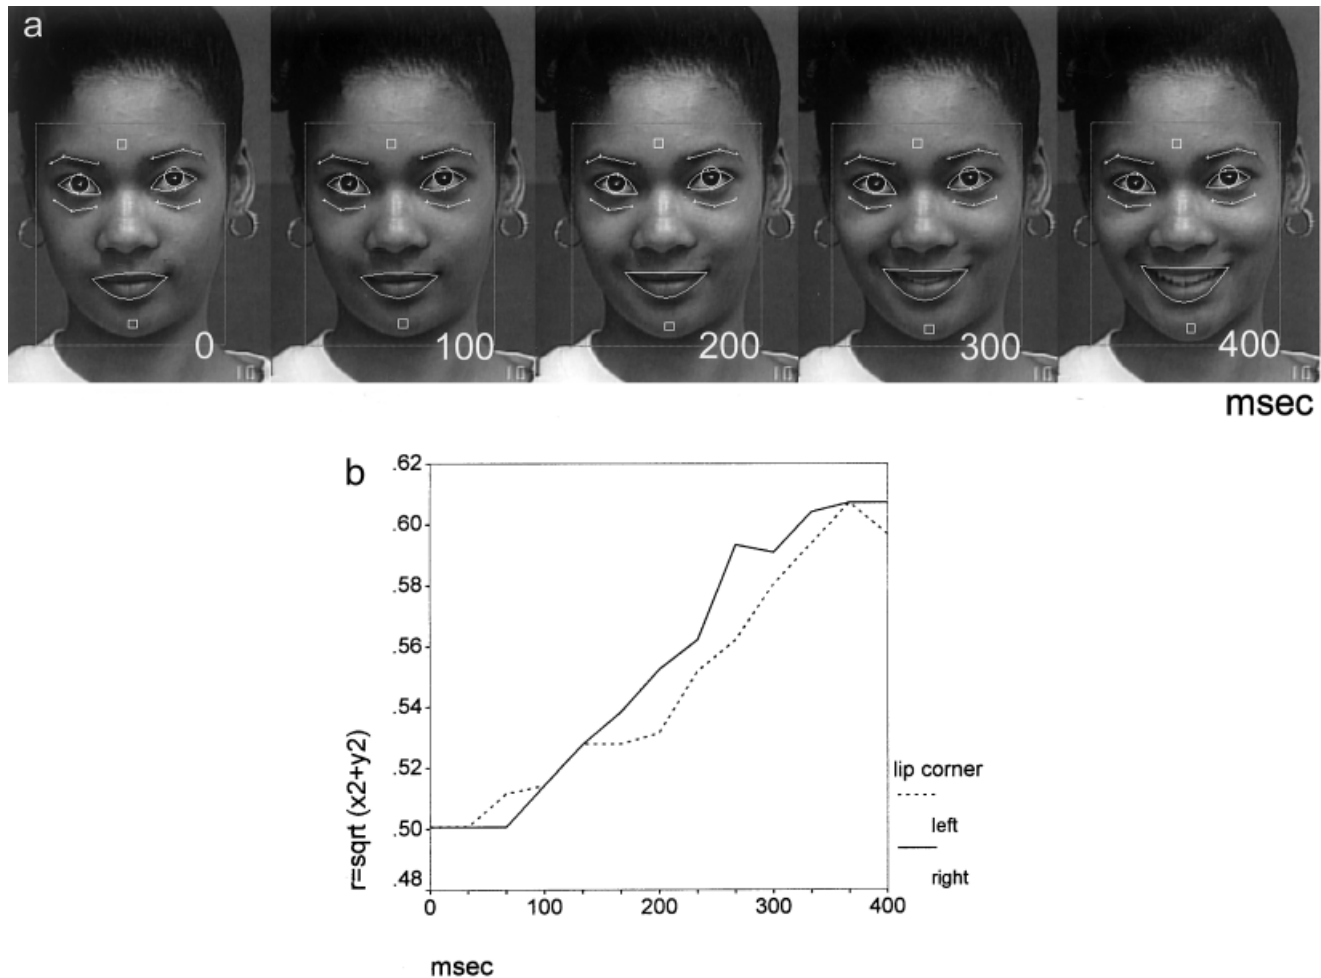 a
0 100 200 300 400
msec
b
.62
.60
.58
.56
.54
.52
.50
.48
r=sqrt (x2+y2)
0 100 200 300 400
msec
lip corner
left
right